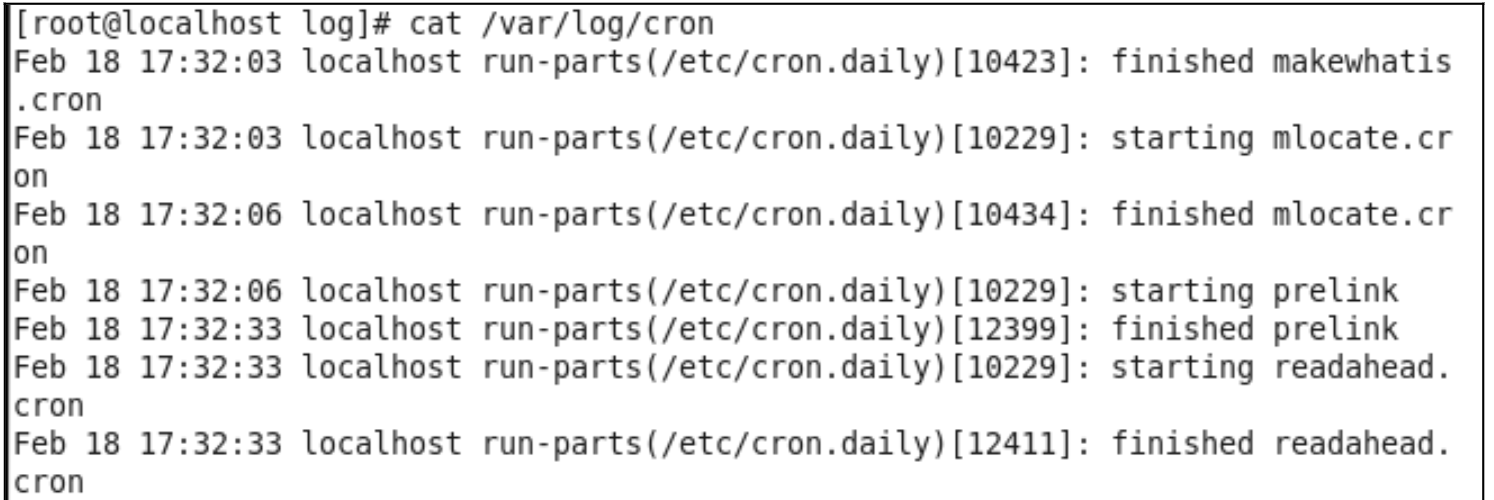 [root@localhost log]# cat /var/log/cron
Feb 18 17:32:03 localhost run-parts(/etc/cron.daily)[10423]: finished makewhatis
.cron
Feb 18 17:32:03 localhost run-parts(/etc/cron.daily)[10229]: starting mlocate.cr
on
Feb 18 17:32:06 localhost run-parts(/etc/cron.daily)[10434]: finished mlocate.cr
on
Feb 18 17:32:06 localhost run-parts(/etc/cron.daily)[10229]: starting prelink
Feb 18 17:32:33 localhost run-parts(/etc/cron.daily)[12399]: finished prelink
Feb 18 17:32:33 localhost run-parts(/etc/cron.daily)[10229]: starting readahead.
cron
Feb 18 17:32:33 localhost run-parts(/etc/cron.daily)[12411]: finished readahead.
cron